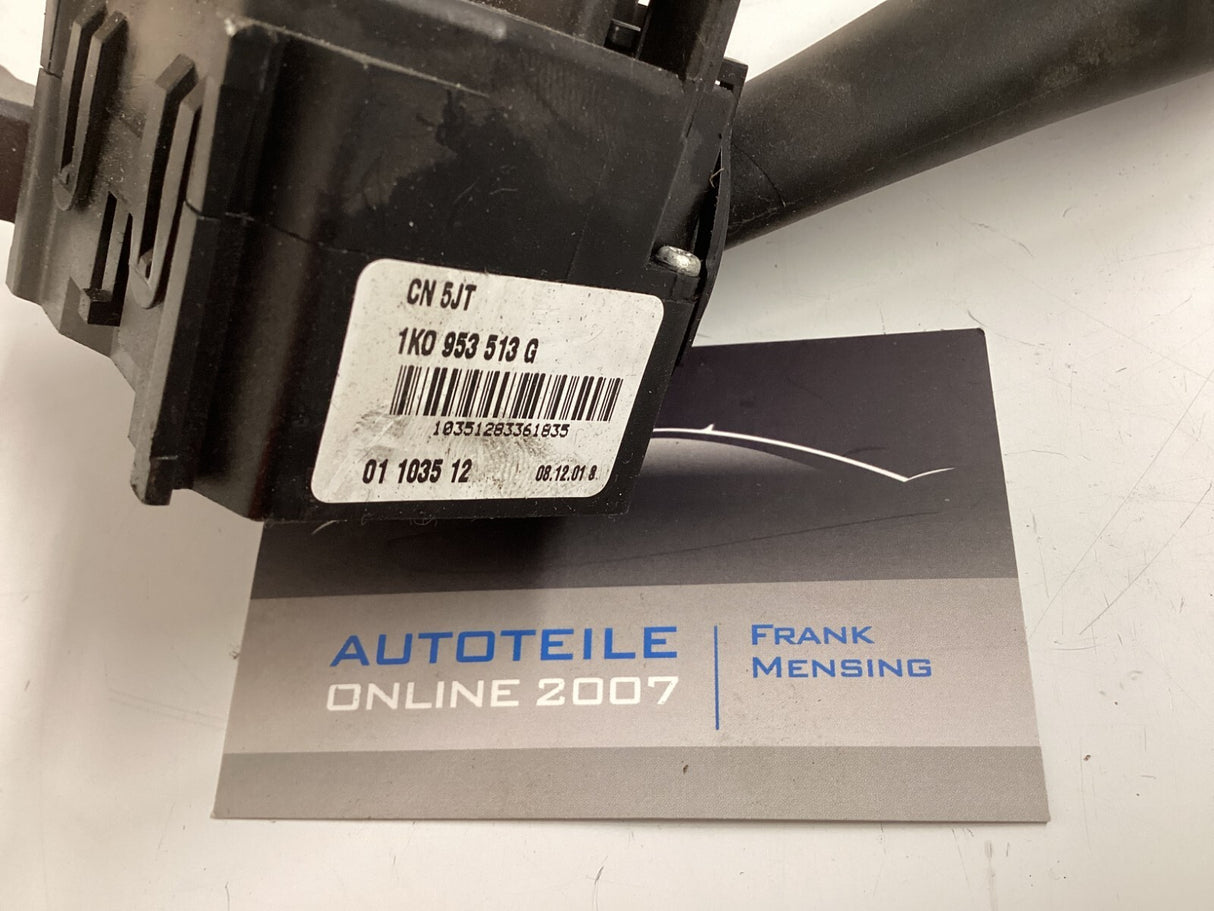 CN 5JT
1K0 953 513 G
10351283361835
01 1035 12 08.12.01 8
AUTOTEILE
ONLINE 2007
FRANK
MENSING